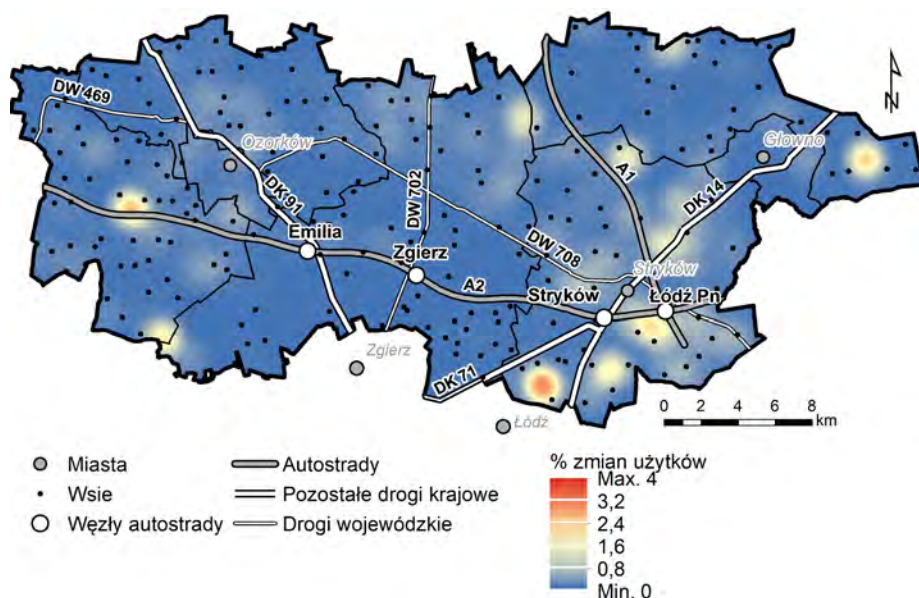 DW 469
Ozorków
Głowno
A1
DK 91
DW 702
DK 14
Emilia
Zgierz
DW 708
A2
Stryków
Stryków
Łódź Pn
Zgierz
DK 71
Łódź
0 2 4 6 8
km
N
Miasta
Wsie
Węzły autostrady
Autostrady
Pozostałe drogi krajowe
Drogi wojewódzkie
% zmian użytków
Max. 4
3,2
2,4
1,6
0,8
Min. 0